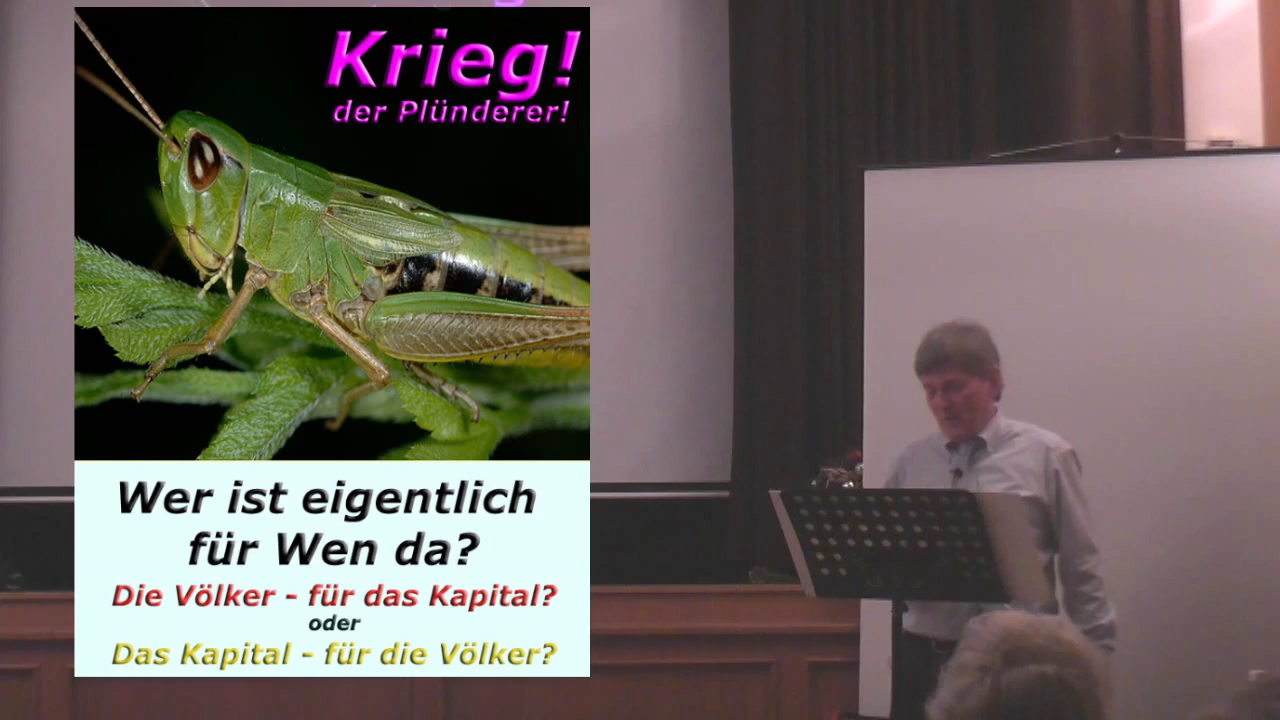 Krieg!
der Plünderer!
Wer ist eigentlich
für Wen da?
Die Völker - für das Kapital?
oder
Das Kapital - für die Völker?